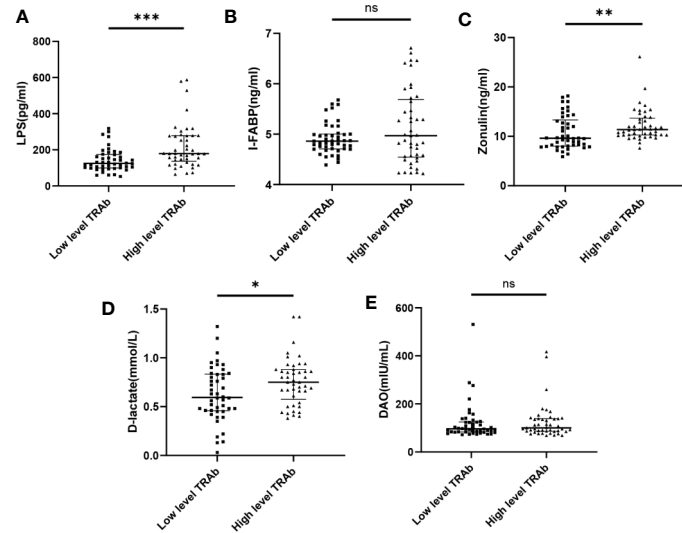 A
***
LPS(pg/ml)
800
600
400
200
0
Low level TRAb
High level TRAb
B
ns
I-FABP(ng/ml)
7
6
5
4
Low level TRAb
High level TRAb
C
**
Zonulin(ng/ml)
30
20
10
0
Low level TRAb
High level TRAb
D
*
D-lactate(mmol/L)
1.5
1.0
0.5
0.0
Low level TRAb
High level TRAb
E
ns
DAO(mIU/mL)
600
400
200
0
Low level TRAb
High level TRAb